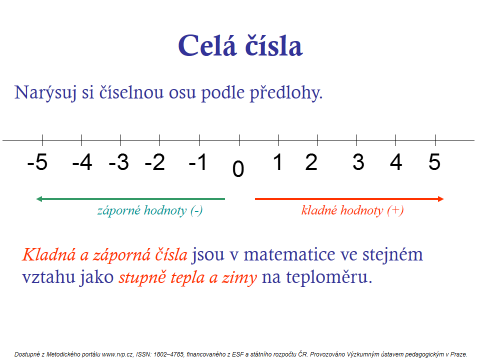 Celá čísla
Narýsuj si číselnou osu podle předlohy.
-5 -4 -3 -2 -1 0 1 2 3 4 5
záporné hodnoty (-) kladné hodnoty (+)
Kladná a záporná čísla jsou v matematice ve stejném
vztahu jako stupně tepla a zimy na teploměru.
Dostupné z Metodického portálu www.rvp.cz, ISSN: 1802–4785, financovaného z ESF a státního rozpočtu ČR. Provozováno Výzkumným ústavem pedagogickým v Praze.